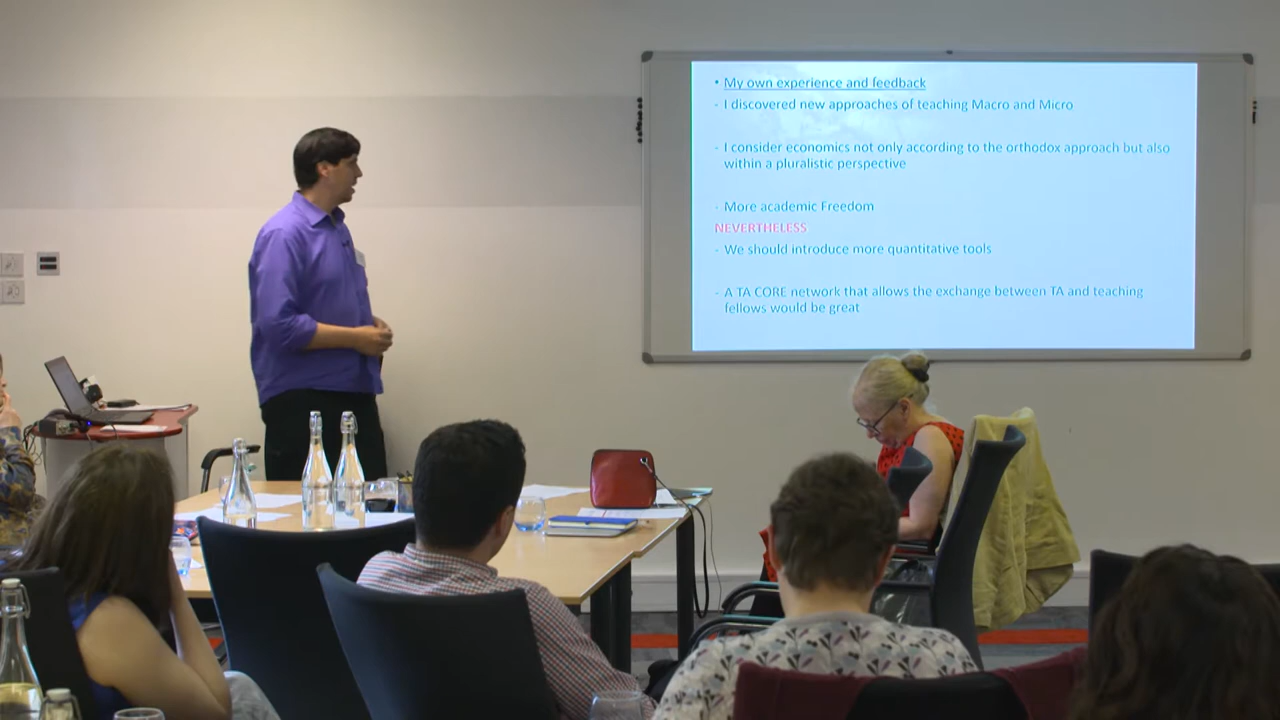 • My own experience and feedback
- I discovered new approaches of teaching Macro and Micro
- I consider economics not only according to the orthodox approach but also
within a pluralistic perspective
- More academic Freedom
NEVERTHELESS
- We should introduce more quantitative tools
- A TA CORE network that allows the exchange between TA and teaching
fellows would be great